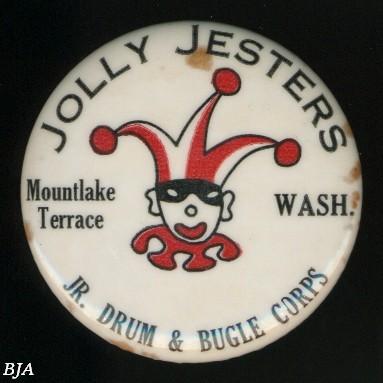 JOLLY JESTERS
Mountlake
Terrace
WASH.
JR. DRUM & BUGLE CORPS
BJA